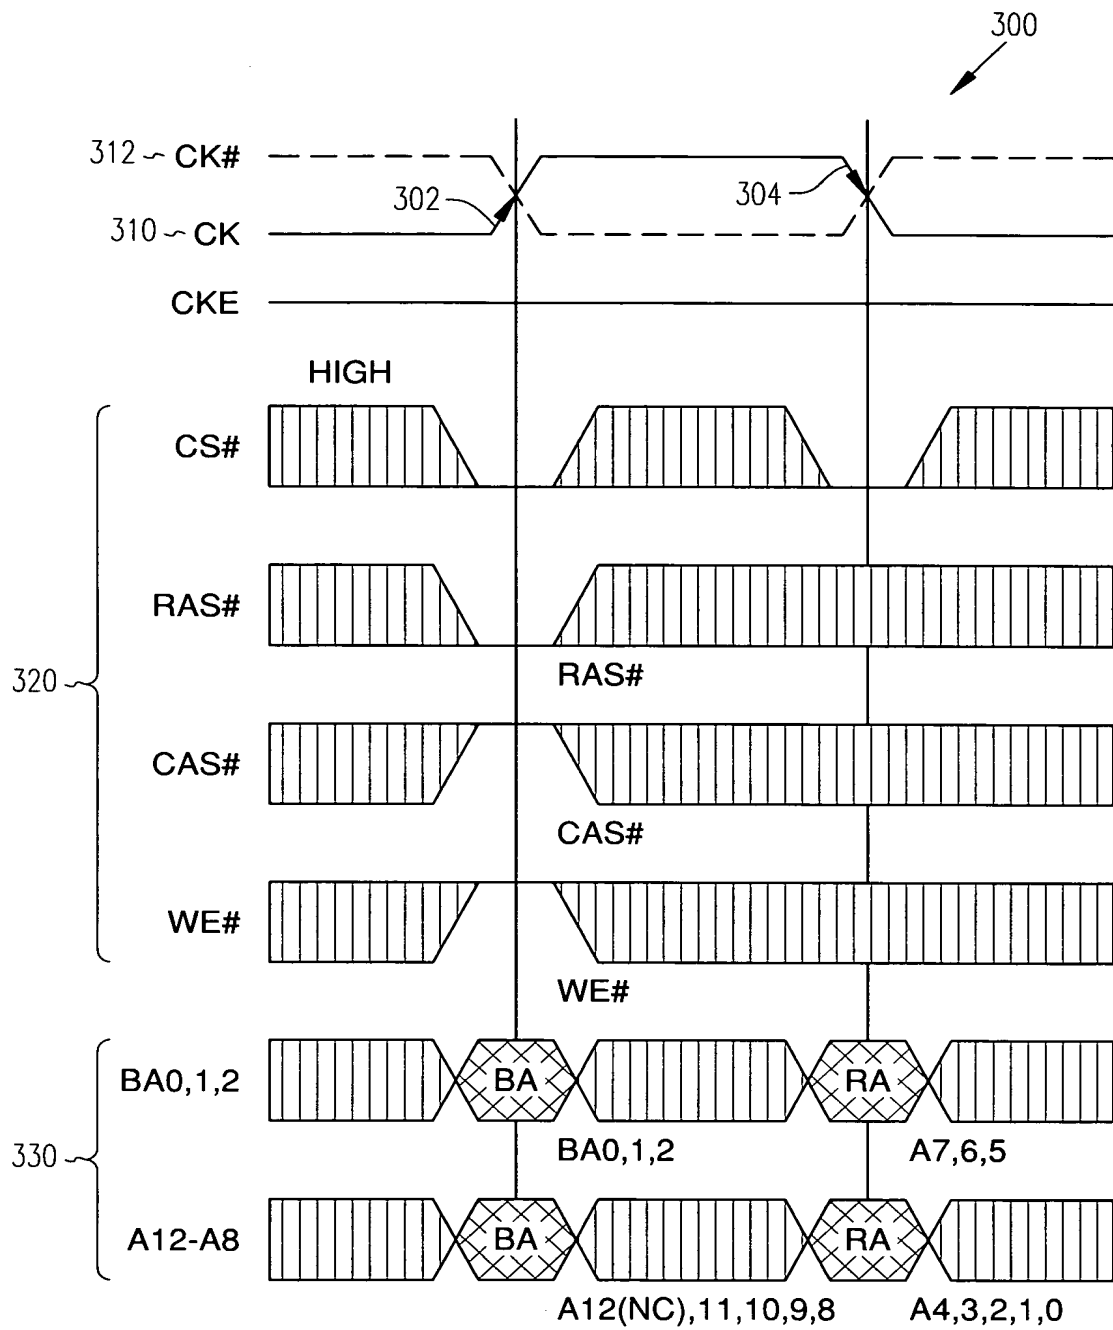 300
312 CK#
302
304
310 CK
CKE
HIGH
CS#
RAS#
320
RAS#
CAS#
CAS#
WE#
WE#
BA0,1,2 BA RA
330
BA0,1,2 A7,6,5
A12-A8 BA RA
A12(NC),11,10,9,8 A4,3,2,1,0